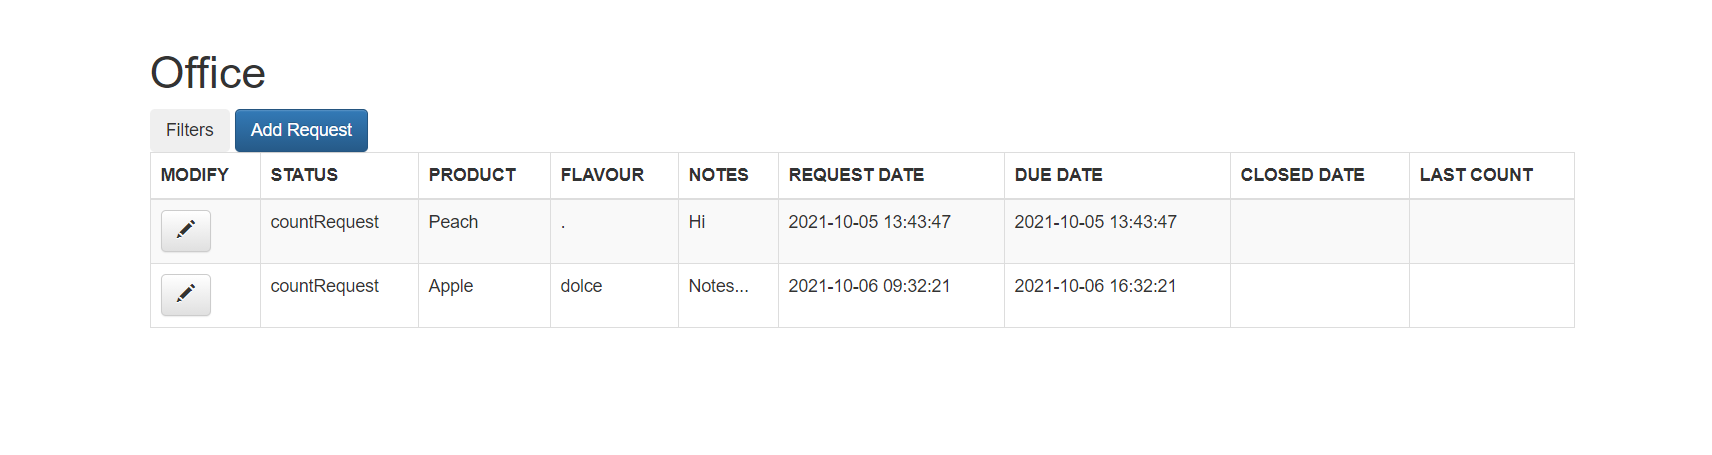 Office
Filters Add Request
MODIFY STATUS PRODUCT FLAVOUR NOTES REQUEST DATE DUE DATE CLOSED DATE LAST COUNT
countRequest Peach . Hi 2021-10-05 13:43:47 2021-10-05 13:43:47
countRequest Apple dolce Notes... 2021-10-06 09:32:21 2021-10-06 16:32:21